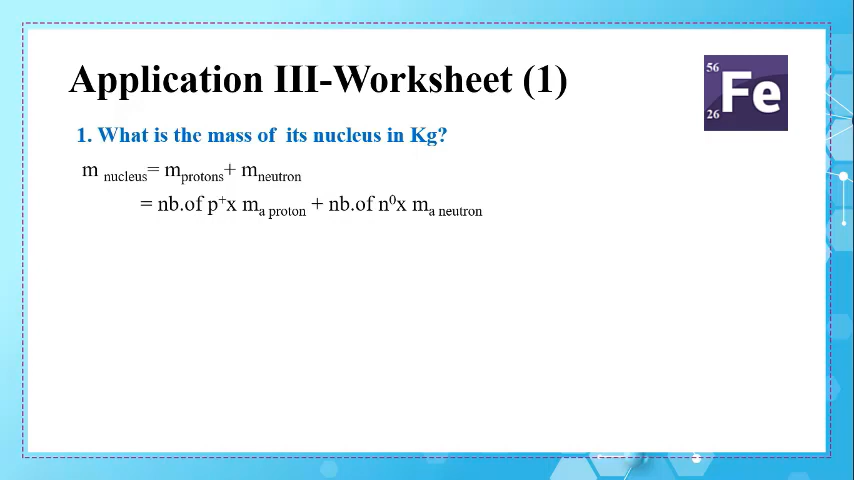 Application III-Worksheet (1)
56
Fe
26
1. What is the mass of its nucleus in Kg?
m nucleus= mprotons+ mneutron
= nb.of p+x ma proton + nb.of n0x ma neutron